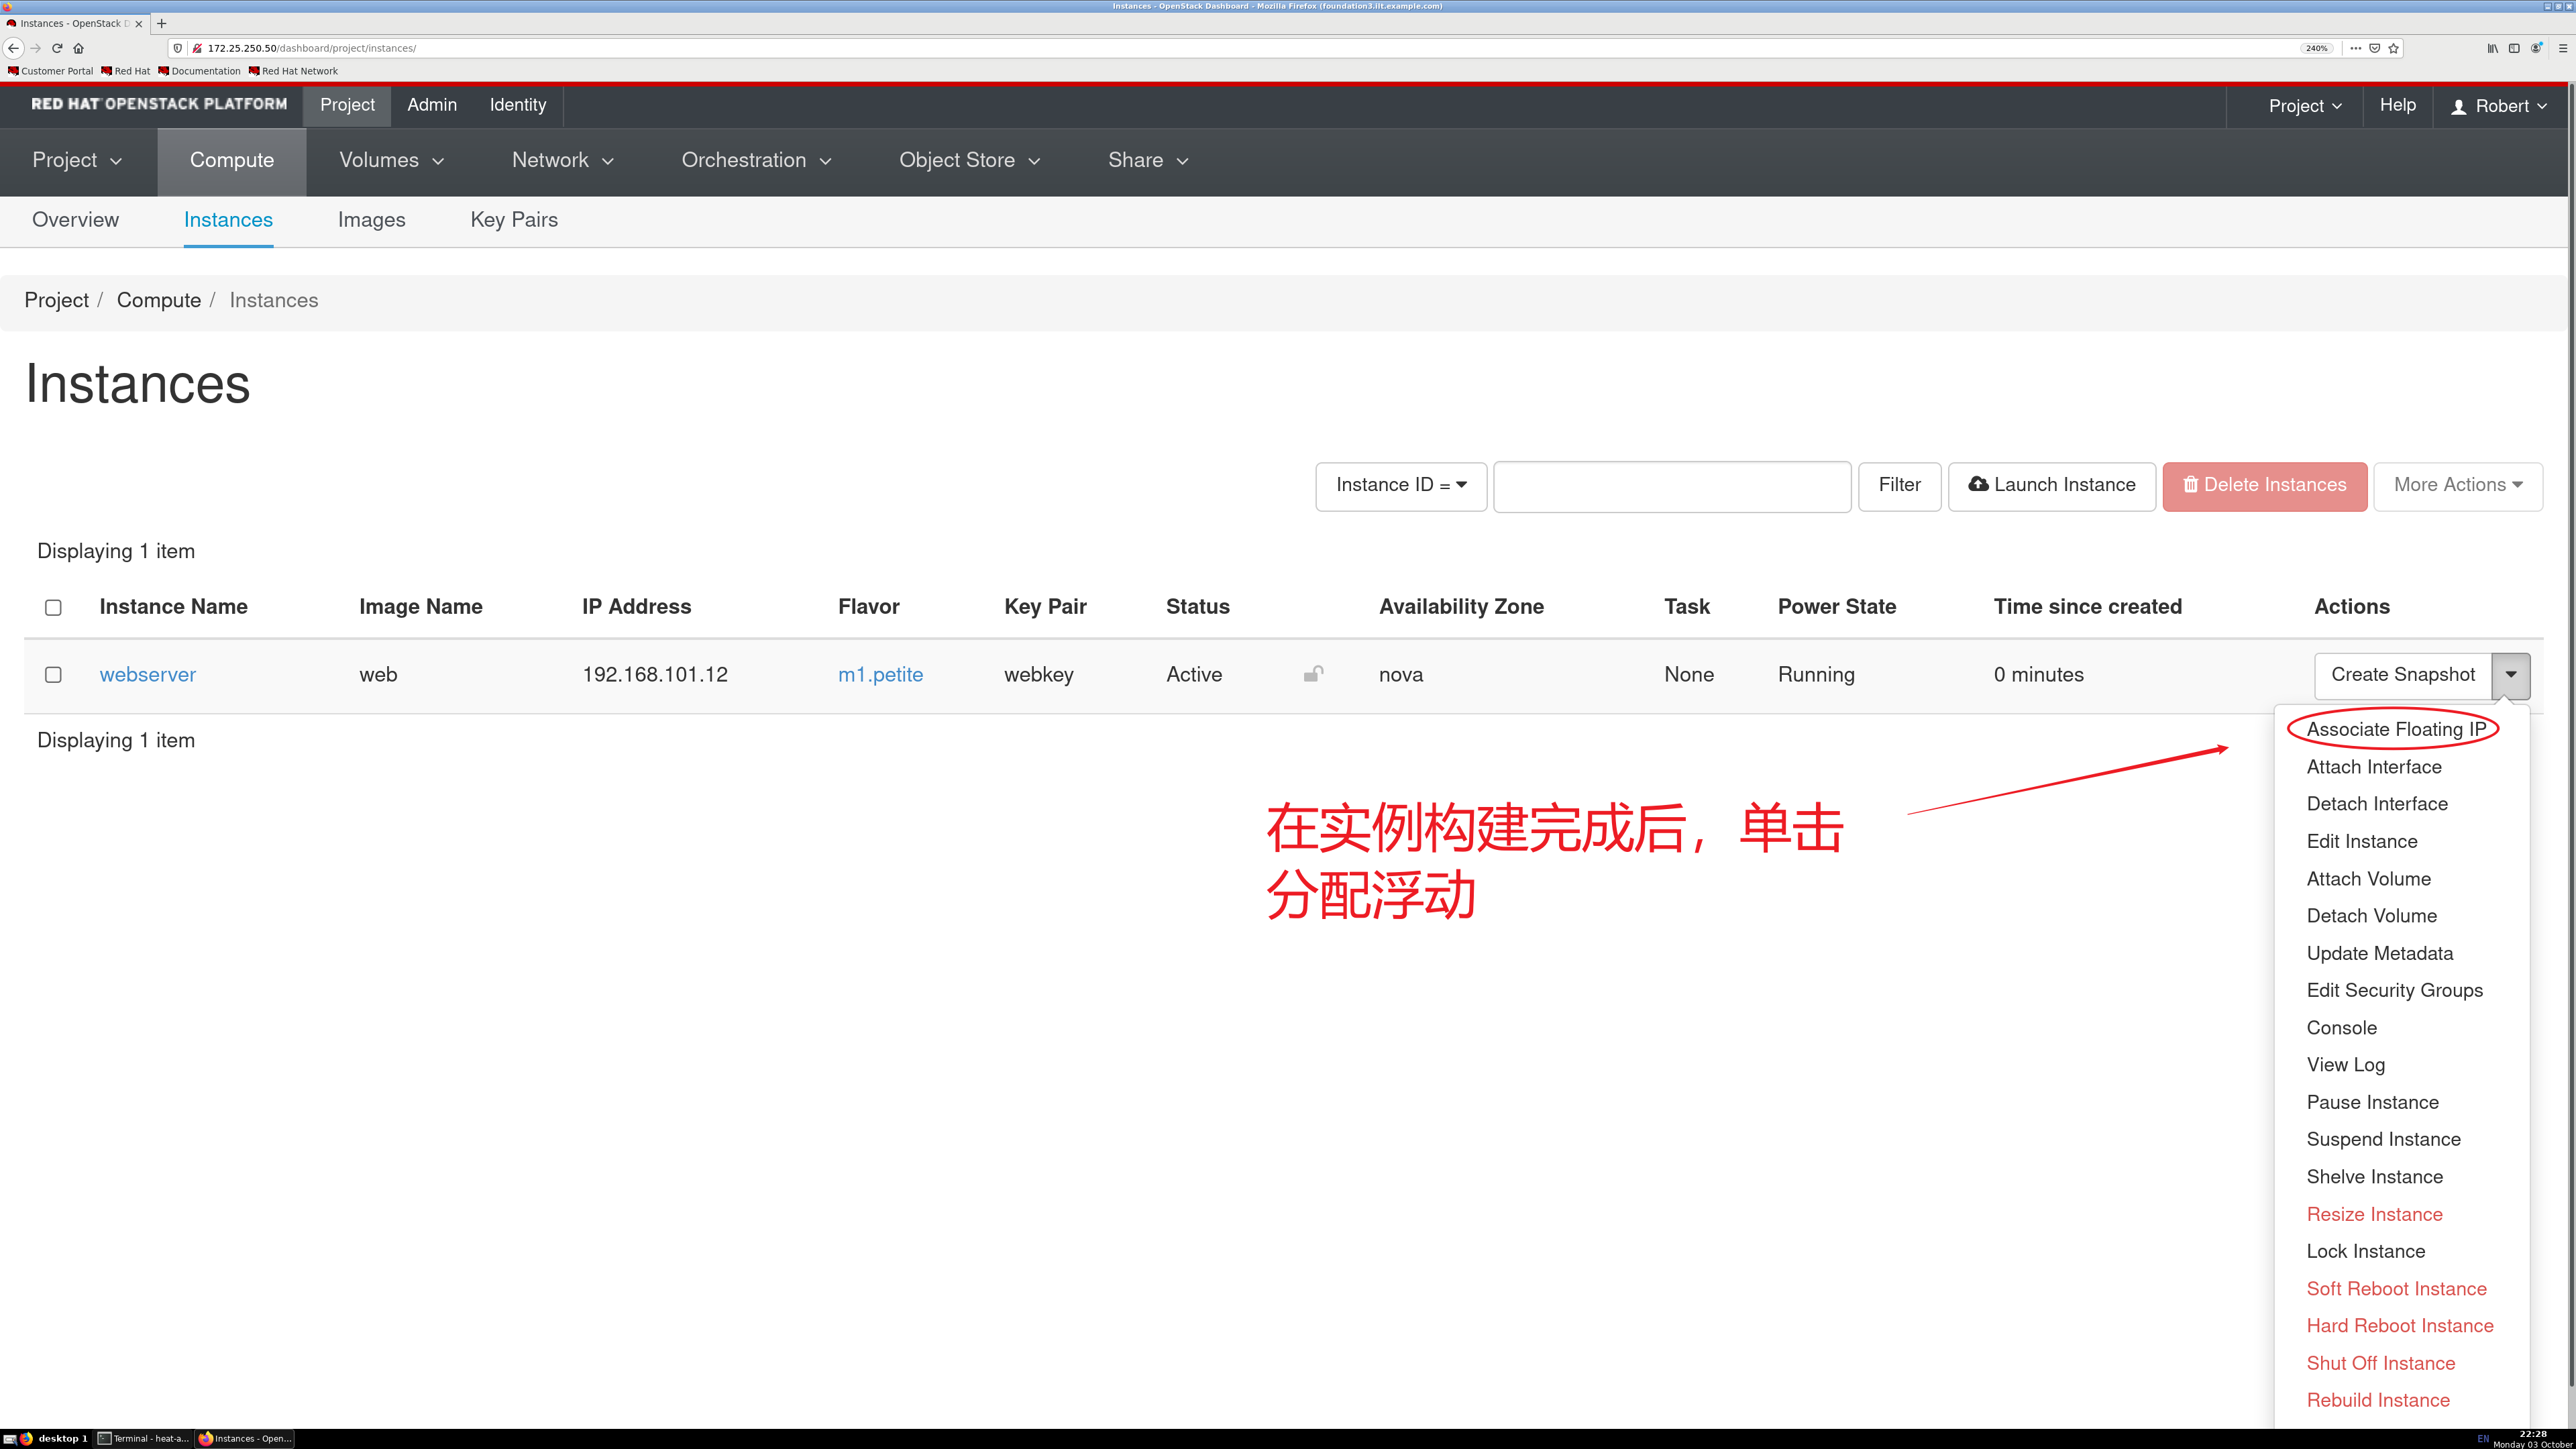 Instances - OpenStack Dashboard - Mozilla Firefox (foundation3.ilt.example.com)
Instances - OpenStack D
172.25.250.50/dashboard/project/instances/
240%
Customer Portal Red Hat Documentation Red Hat Network
RED HAT OPENSTACK PLATFORM Project Admin Identity Project Help Robert
Project Compute Volumes Network Orchestration Object Store Share
Overview Instances Images Key Pairs
Project / Compute / Instances
Instances
Instance ID = Filter Launch Instance Delete Instances More Actions
Displaying 1 item
Instance Name Image Name IP Address Flavor Key Pair Status Availability Zone Task Power State Time since created Actions
webserver web 192.168.101.12 m1.petite webkey Active nova None Running 0 minutes Create Snapshot
Displaying 1 item
Associate Floating IP
Attach Interface
Detach Interface
Edit Instance
Attach Volume
Detach Volume
Update Metadata
Edit Security Groups
Console
View Log
Pause Instance
Suspend Instance
Shelve Instance
Resize Instance
Lock Instance
Soft Reboot Instance
Hard Reboot Instance
Shut Off Instance
Rebuild Instance
在实例构建完成后，单击
分配浮动
desktop 1 Terminal - heat-a... Instances - Open... EN 22:28
Monday 03 October